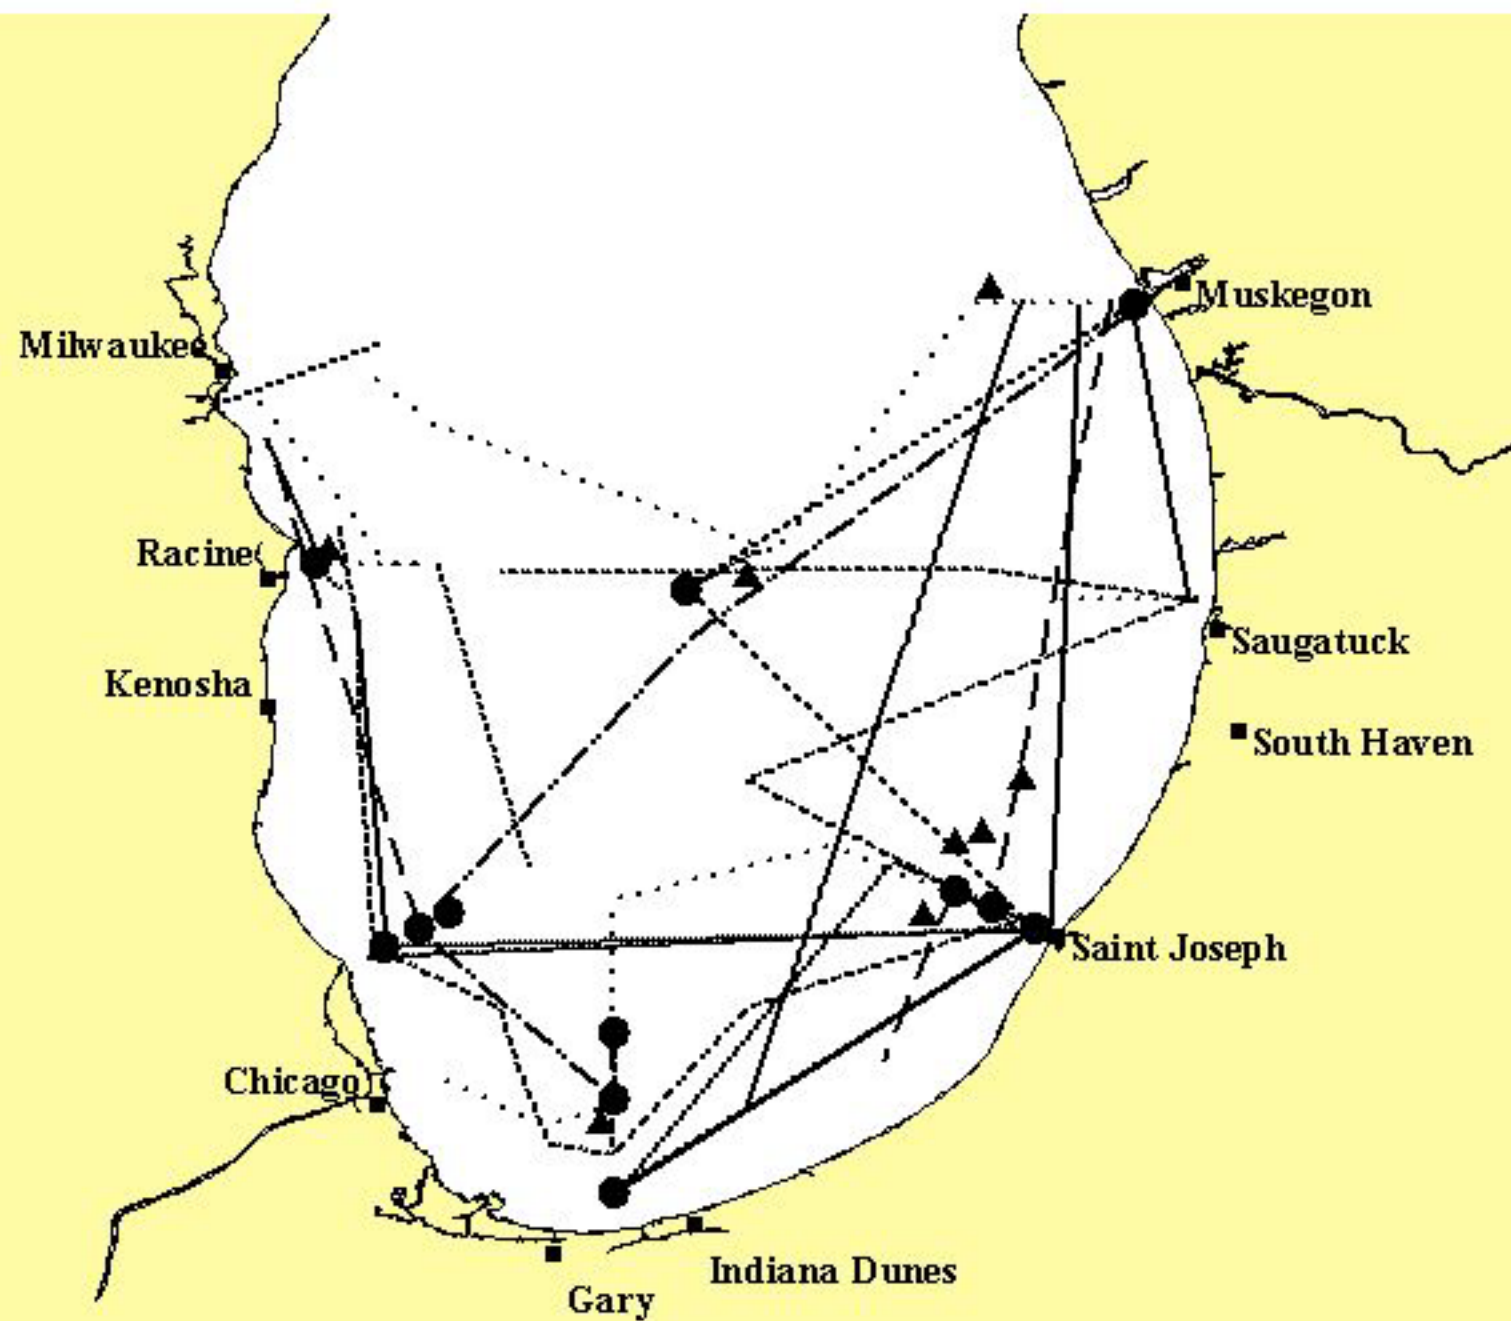 Muskegon
Milwaukee
Racine
Saugatuck
Kenosha
South Haven
Saint Joseph
Chicago
Indiana Dunes
Gary